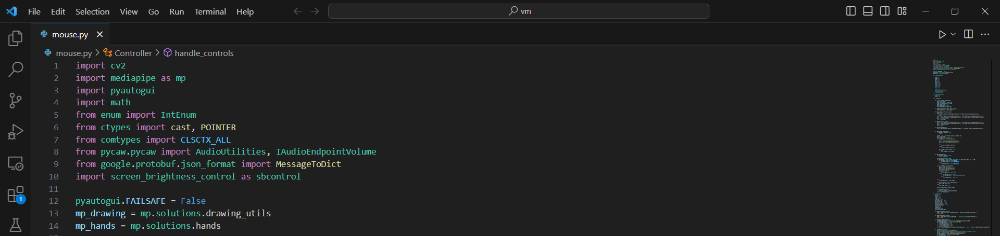 File Edit Selection View Go Run Terminal Help
vm
mouse.py
mouse.py > Controller > handle_controls
1 import cv2
2 import mediapipe as mp
3 import pyautogui
4 import math
5 from enum import IntEnum
6 from ctypes import cast, POINTER
7 from comtypes import CLSCTX_ALL
8 from pycaw.pycaw import AudioUtilities, IAudioEndpointVolume
9 from google.protobuf.json_format import MessageToDict
10 import screen_brightness_control as sbcontrol
11
12 pyautogui.FAILSAFE = False
13 mp_drawing = mp.solutions.drawing_utils
14 mp_hands = mp.solutions.hands
1